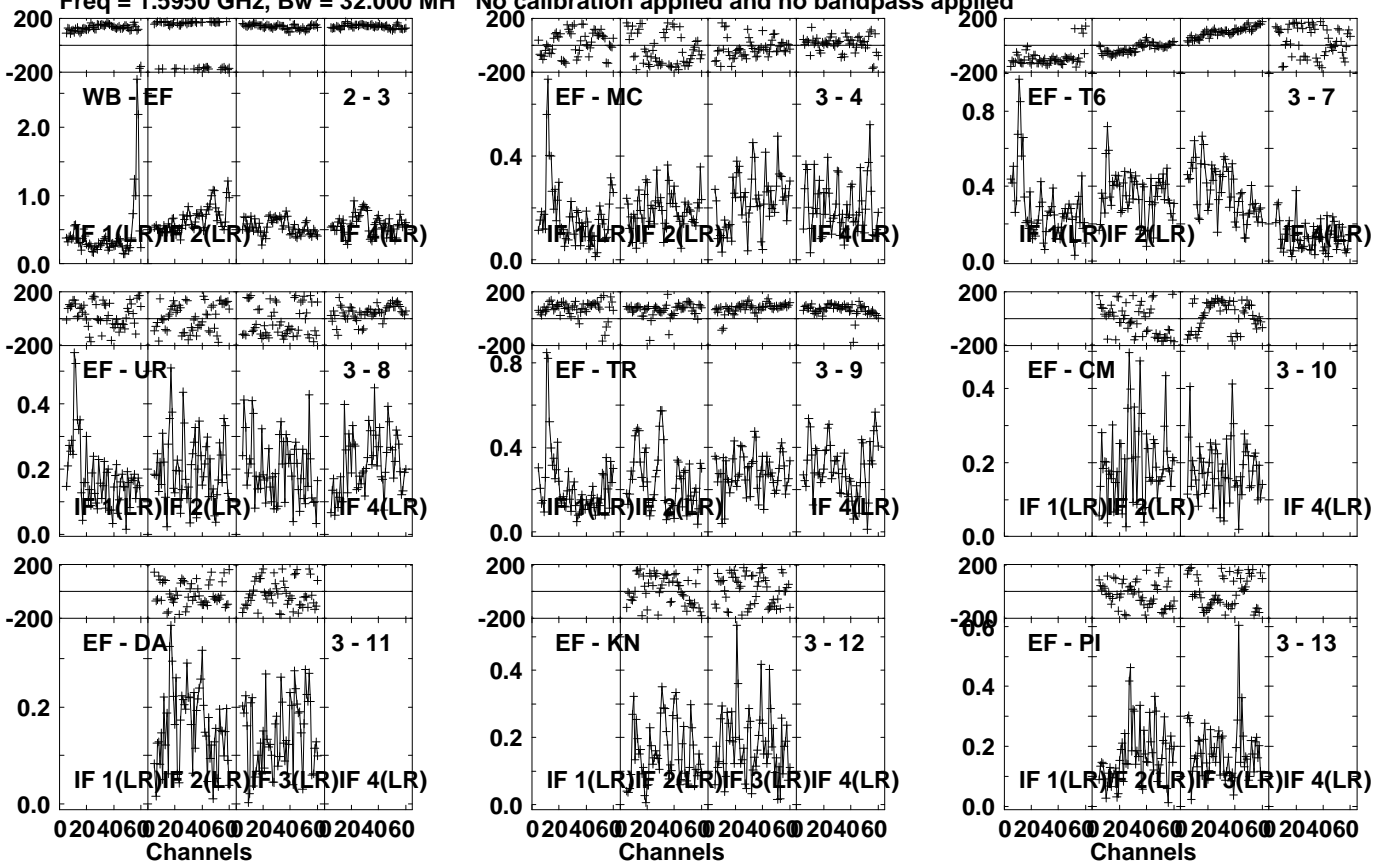 Freq = 1.5950 GHz, Bw = 32.000 MH No calibration applied and no bandpass applied
200 200 200
-200 -200 -200
WB - EF 2 - 3 EF - MC 3 - 4 EF - T6 3 - 7
2.0 0.8
1.0 0.4 0.4
IF 1(LR) IF 2(LR) IF 4(LR) IF 1(LR) IF 2(LR) IF 4(LR) IF 1(LR) IF 2(LR) IF 4(LR)
0.0 0.0 0.0
200 200 200
-200 -200 -200
EF - UR 3 - 8 0.8 EF - TR 3 - 9 EF - CM 3 - 10
0.4 0.4 0.4
0.2 0.2
IF 1(LR) IF 2(LR) IF 4(LR) IF 1(LR) IF 2(LR) IF 4(LR) IF 1(LR) IF 2(LR) IF 4(LR)
0.0 0.0 0.0
200 200 200
-200 -200 -200
EF - DA 3 - 11 EF - KN 3 - 12 0.6 EF - PI 3 - 13
0.4 0.4
0.2 0.2 0.2
IF 1(LR) IF 2(LR) IF 3(LR) IF 4(LR) IF 1(LR) IF 2(LR) IF 3(LR) IF 4(LR) IF 1(LR) IF 2(LR) IF 3(LR) IF 4(LR)
0.0 0.0 0.0
0 20 40 60 0 20 40 60 0 20 40 60 0 20 40 60 0 20 40 60 0 20 40 60 0 20 40 60 0 20 40 60 0 20 40 60 0 20 40 60 0 20 40 60 0 20 40 60
Channels Channels Channels